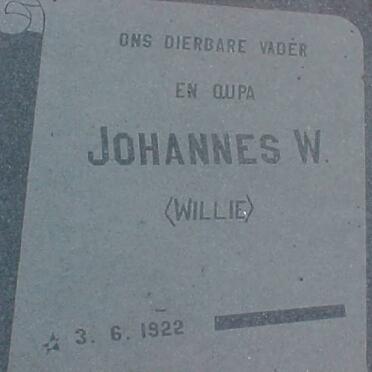 ONS DIERBARE VADER
EN OUPA
JOHANNES W.
(WILLIE)
3. 6. 1922